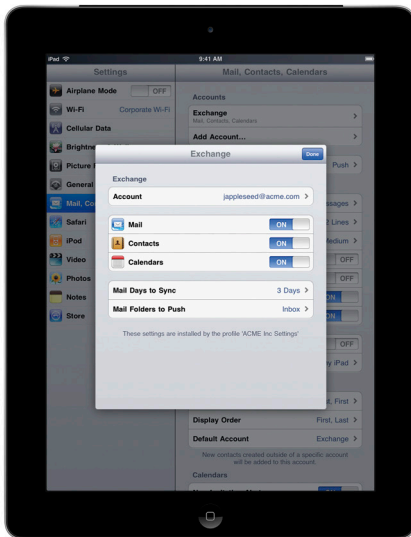 iPad
9:41 AM
Settings
Mail, Contacts, Calendars
Airplane Mode
OFF
Wi-Fi
Corporate Wi-Fi
Cellular Data
Picture
General
Mail, Co
Safari
iPod
Video
Photos
Notes
Store
Accounts
Exchange
Mail, Contacts, Calendars
Add Account...
Push
2 Lines
OFF
OFF
ON
ON
OFF
First
Exchange
Done
Exchange
Account
jappleseed@acme.com
Mail
ON
Contacts
ON
Calendars
ON
Mail Days to Sync
3 Days
Mail Folders to Push
Inbox
These settings are installed by the profile 'ACME Inc Settings'
Display Order
First, Last
Default Account
Exchange
New contacts created outside of a specific account
will be added to this account.
Calendars